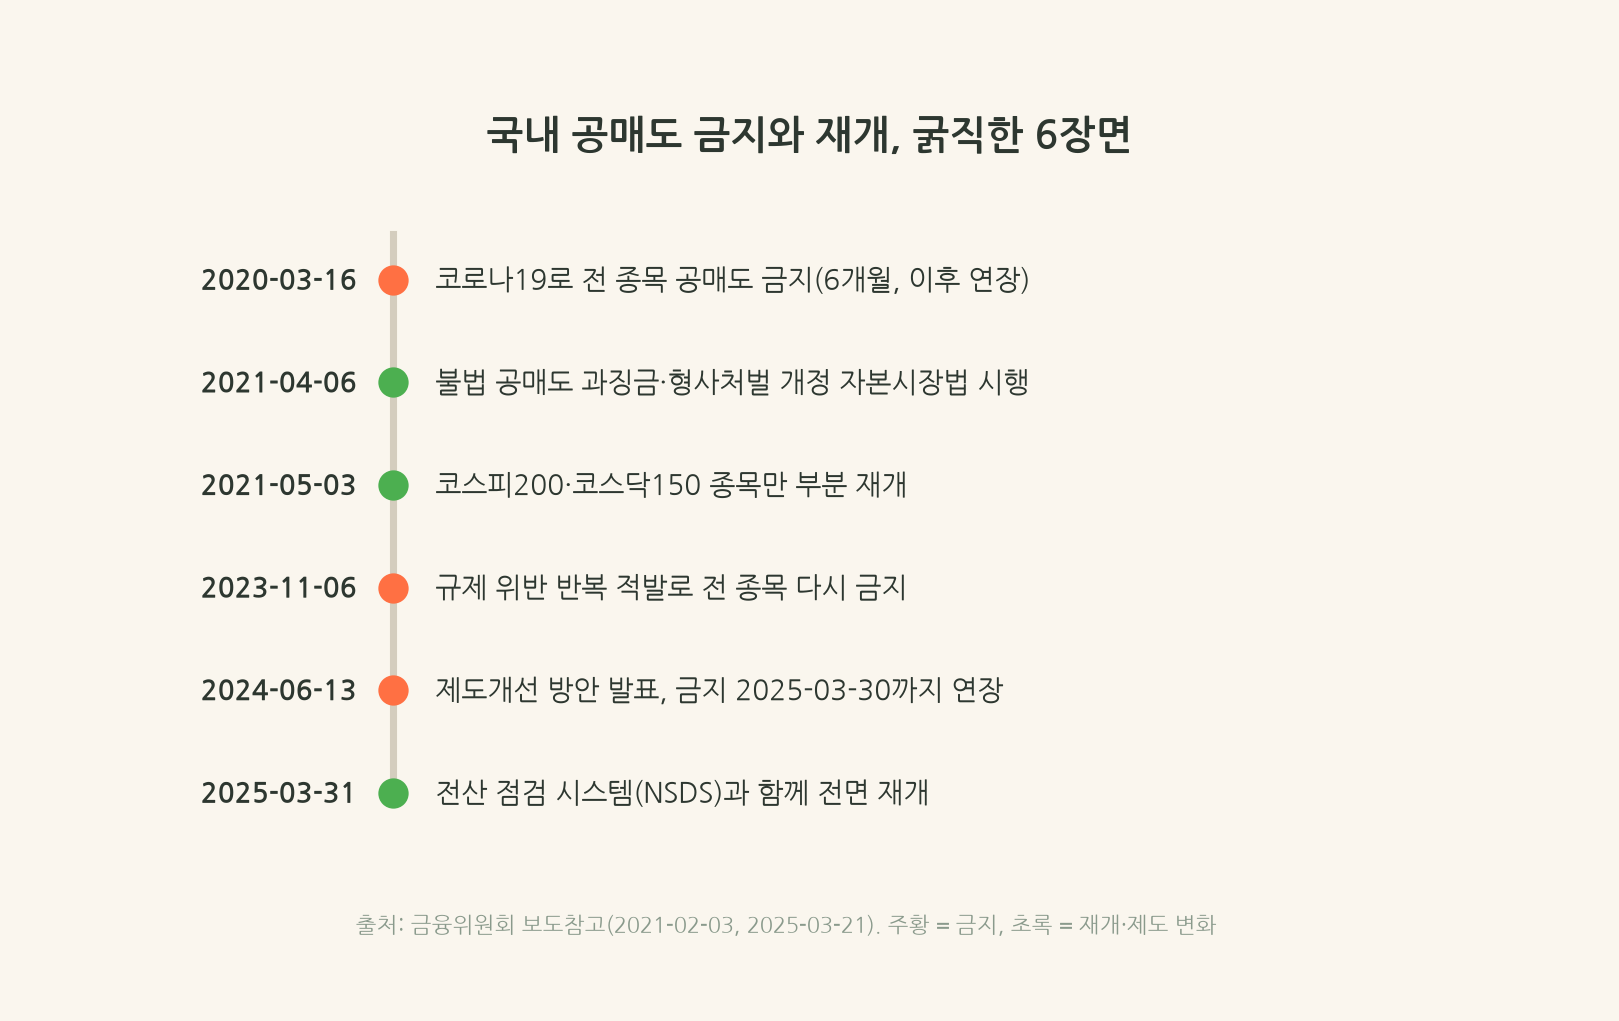 국내 공매도 금지와 재개, 굵직한 6장면
2020-03-16 코로나19로 전 종목 공매도 금지(6개월, 이후 연장)
2021-04-06 불법 공매도 과징금·형사처벌 개정 자본시장법 시행
2021-05-03 코스피200·코스닥150 종목만 부분 재개
2023-11-06 규제 위반 반복 적발로 전 종목 다시 금지
2024-06-13 제도개선 방안 발표, 금지 2025-03-30까지 연장
2025-03-31 전산 점검 시스템(NSDS)과 함께 전면 재개
출처: 금융위원회 보도참고(2021-02-03, 2025-03-21). 주황 = 금지, 초록 = 재개·제도 변화